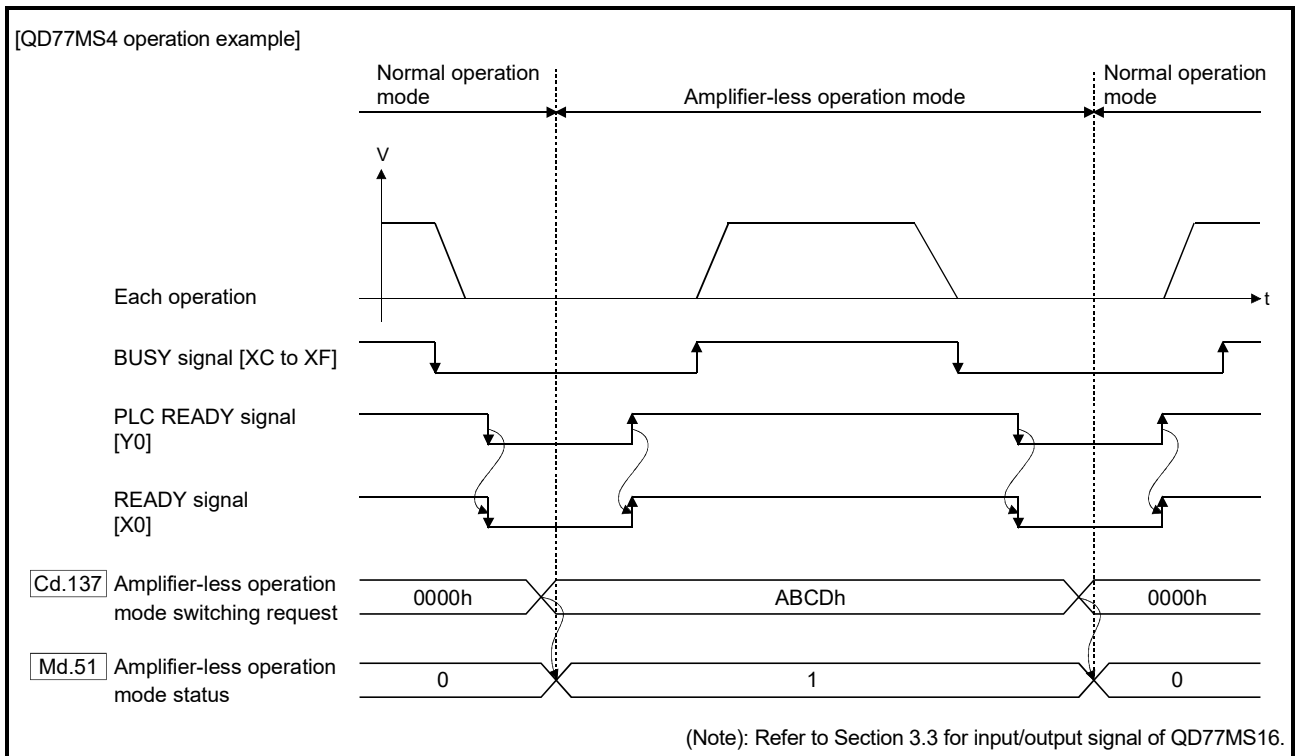 [QD77MS4 operation example]
Normal operation
mode
Amplifier-less operation mode
Normal operation
mode
V
Each operation
t
BUSY signal [XC to XF]
PLC READY signal
[Y0]
READY signal
[X0]
Cd.137 Amplifier-less operation
mode switching request
0000h
ABCDh
0000h
Md.51 Amplifier-less operation
mode status
0
1
0
(Note): Refer to Section 3.3 for input/output signal of QD77MS16.